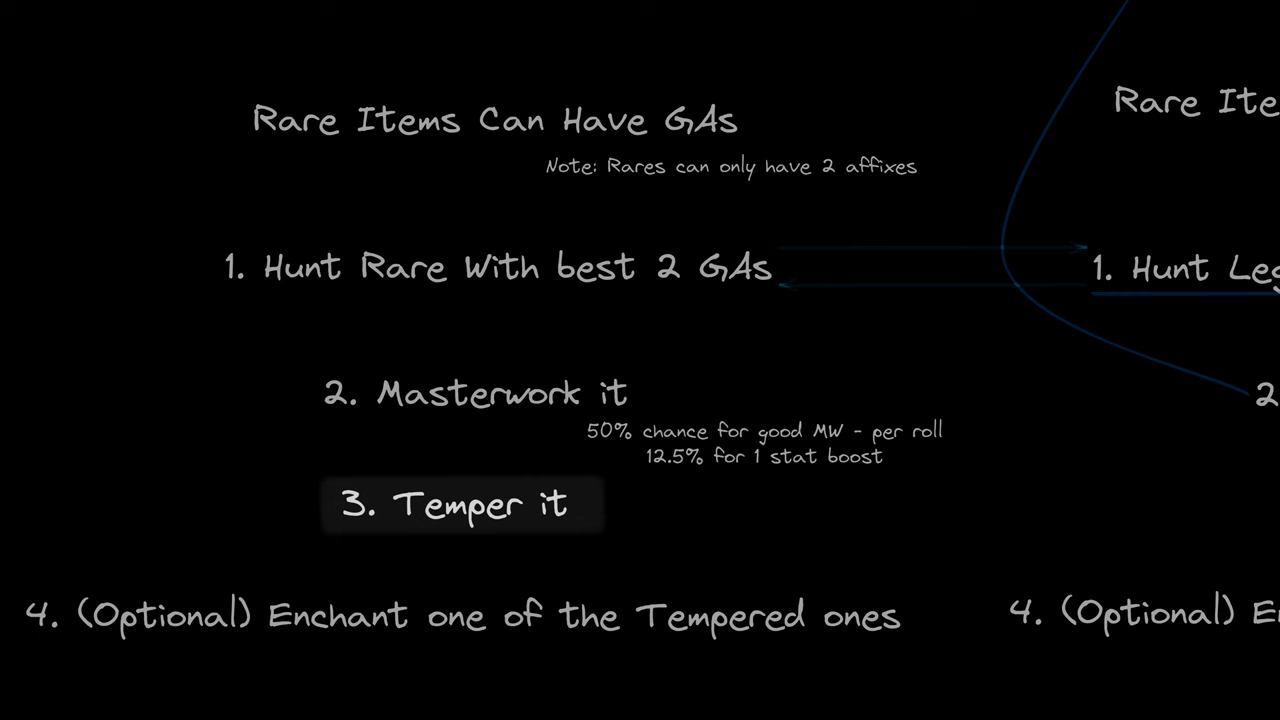 Rare Items Can Have GAs
Note: Rares can only have 2 affixes
1. Hunt Rare With best 2 GAs
2. Masterwork it
50% chance for good MW - per roll
12.5% for 1 stat boost
3. Temper it
4. (Optional) Enchant one of the Tempered ones
Rare Ite
1. Hunt Leg
2
4. (Optional) E